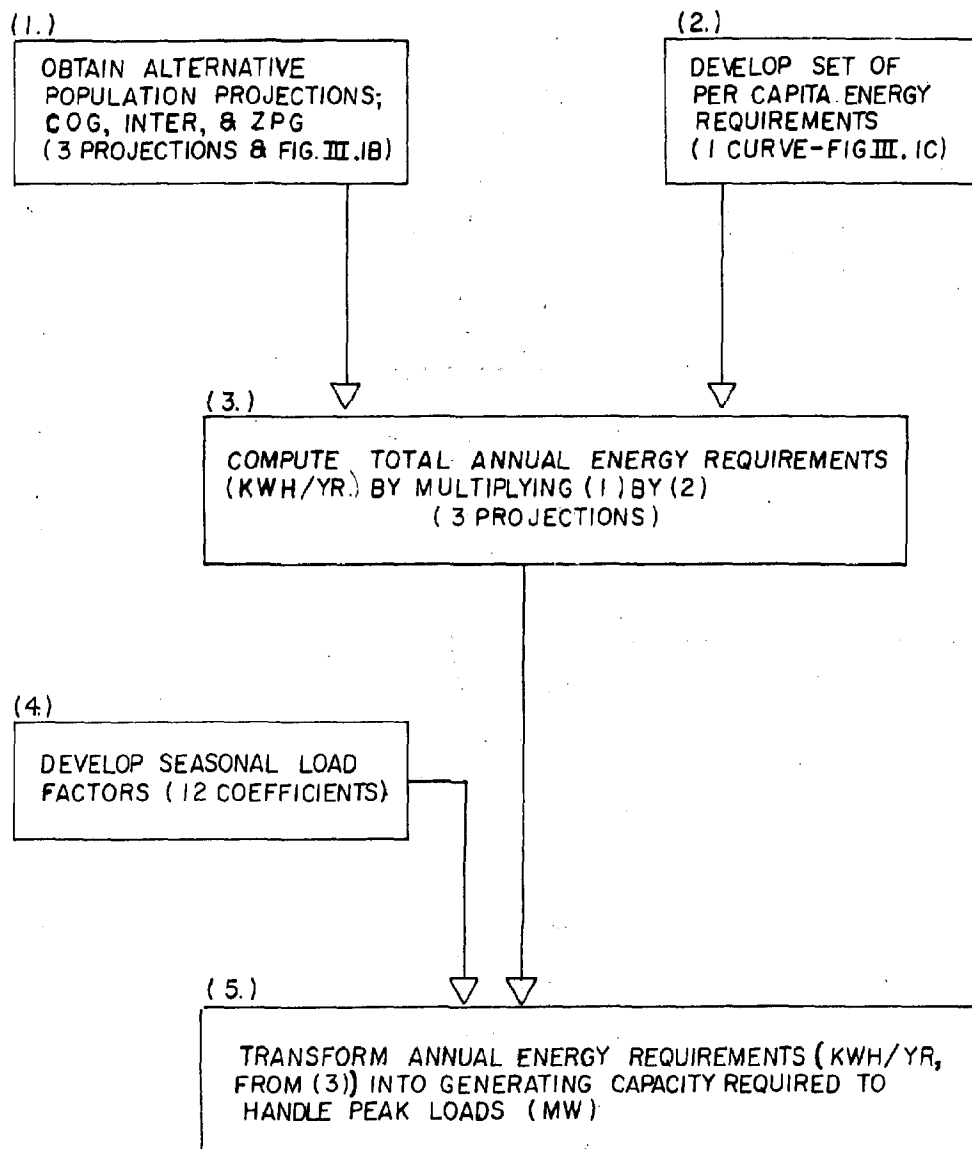 (1.)
OBTAIN ALTERNATIVE
POPULATION PROJECTIONS;
COG, INTER, & ZPG
(3 PROJECTIONS & FIG. III.1B)
(2.)
DEVELOP SET OF
PER CAPITA ENERGY
REQUIREMENTS
(1 CURVE-FIG III. 1C)
(3.)
COMPUTE TOTAL ANNUAL ENERGY REQUIREMENTS
(KWH/YR.) BY MULTIPLYING (1) BY (2)
(3 PROJECTIONS)
(4.)
DEVELOP SEASONAL LOAD
FACTORS (12 COEFFICIENTS)
(5.)
TRANSFORM ANNUAL ENERGY REQUIREMENTS (KWH/YR,
FROM (3)) INTO GENERATING CAPACITY REQUIRED TO
HANDLE PEAK LOADS (MW)